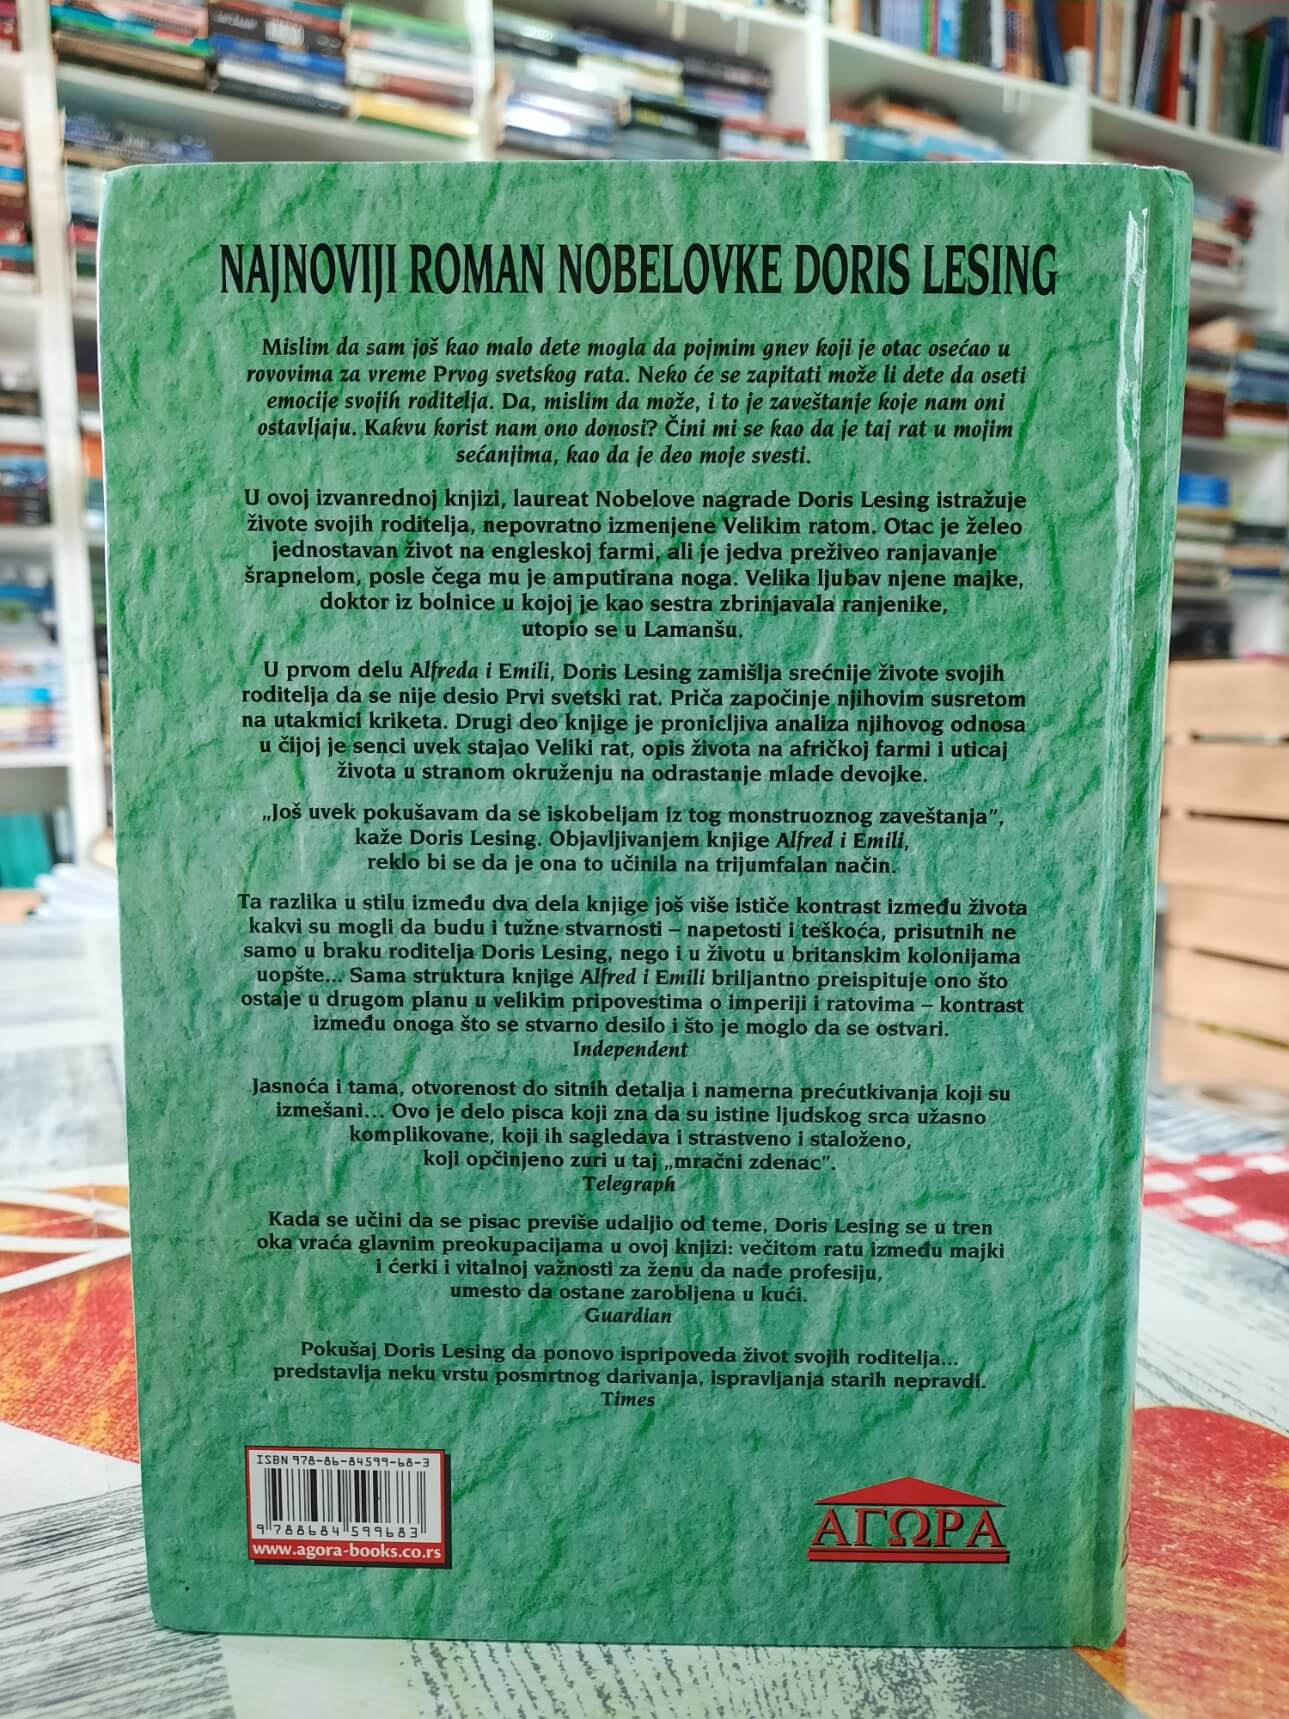 NAJNOVIJI ROMAN NOBELOVKE DORIS LESING
Mislim da sam još kao malo dete mogla da pojmim gnev koji je otac osećao u
rovovima za vreme Prvog svetskog rata. Neko će se zapitati može li dete da oseti
emocije svojih roditelja. Da, mislim da može, i to je zaveštanje koje nam oni
ostavljaju. Kakvu korist nam ono donosi? Čini mi se kao da je taj rat u mojim
sećanjima, kao da je deo moje svesti.
U ovoj izvanrednoj knjizi, laureat Nobelove nagrade Doris Lesing istražuje
živote svojih roditelja, nepovratno izmenjene Velikim ratom. Otac je želeo
jednostavan život na engleskoj farmi, ali je jedva preživeo ranjavanje
šrapnelom, posle čega mu je amputirana noga. Velika ljubav njene majke,
doktor iz bolnice u kojoj je kao sestra zbrinjavala ranjenike,
utopio se u Lamanšu.
U prvom delu Alfreda i Emili, Doris Lesing zamišlja srećnije živote svojih
roditelja da se nije desio Prvi svetski rat. Priča započinje njihovim susretom
na utakmici kriketa. Drugi deo knjige je pronicljiva analiza njihovog odnosa
u čijoj je senci uvek stajao Veliki rat, opis života na afričkoj farmi i uticaj
života u stranom okruženju na odrastanje mlade devojke.
„Još uvek pokušavam da se iskobeljam iz tog monstruoznog zaveštanja”,
kaže Doris Lesing. Objavljivanjem knjige Alfred i Emili,
reklo bi se da je ona to učinila na trijumfalan način.
Ta razlika u stilu između dva dela knjige još više ističe kontrast između života
kakvi su mogli da budu i tužne stvarnosti – napetosti i teškoća, prisutnih ne
samo u braku roditelja Doris Lesing, nego i u životu u britanskim kolonijama
uopšte... Sama struktura knjige Alfred i Emili briljantno preispituje ono što
ostaje u drugom planu u velikim pripovestima o imperiji i ratovima – kontrast
između onoga što se stvarno desilo i što je moglo da se ostvari.
Independent
Jasnoća i tama, otvorenost do sitnih detalja i namerna prećutkivanja koji su
izmešani... Ovo je delo pisca koji zna da su istine ljudskog srca užasno
komplikovane, koji ih sagledava i strastveno i staloženo,
koji opčinjeno zuri u taj „mračni zdenac”.
Telegraph
Kada se učini da se pisac previše udaljio od teme, Doris Lesing se u tren
oka vraća glavnim preokupacijama u ovoj knjizi: večitom ratu između majki
i ćerki i vitalnoj važnosti za ženu da nađe profesiju,
umesto da ostane zarobljena u kući.
Guardian
Pokušaj Doris Lesing da ponovo ispripoveda život svojih roditelja...
predstavlja neku vrstu posmrtnog darivanja, ispravljanja starih nepravdi.
Times
ISBN 978-86-84599-68-3
9 788684 599683
www.agora-books.co.rs
ΑΓΩΡΑ